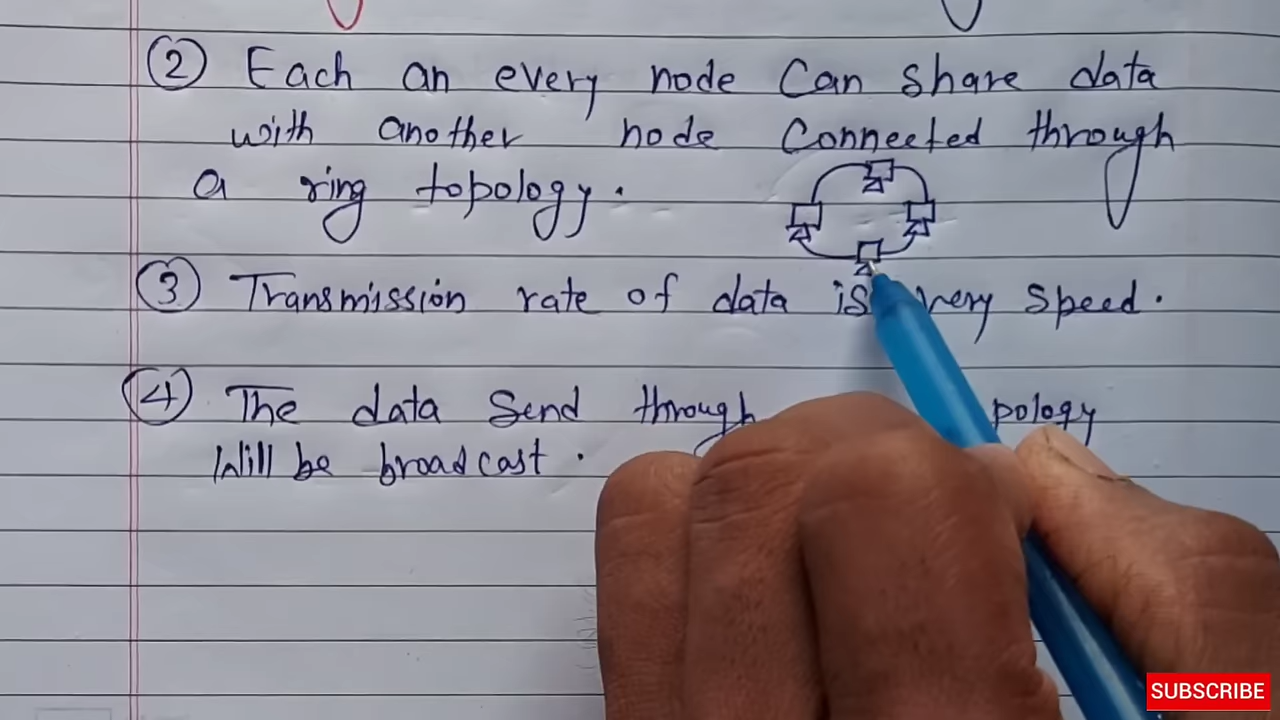 ② Each an every node can share data
with another node connected through
a ring topology.
③ Transmission rate of data is very speed.
④ The data send through pology
will be broadcast.
SUBSCRIBE